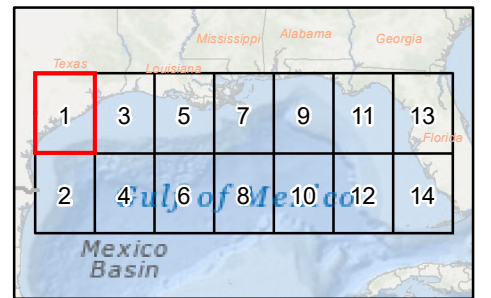 Mississippi Alabama Georgia
Texas Louisiana
1 3 5 7 9 11 13
Florida
2 4 6 8 10 12 14
Gulf of Mexico
Mexico
Basin